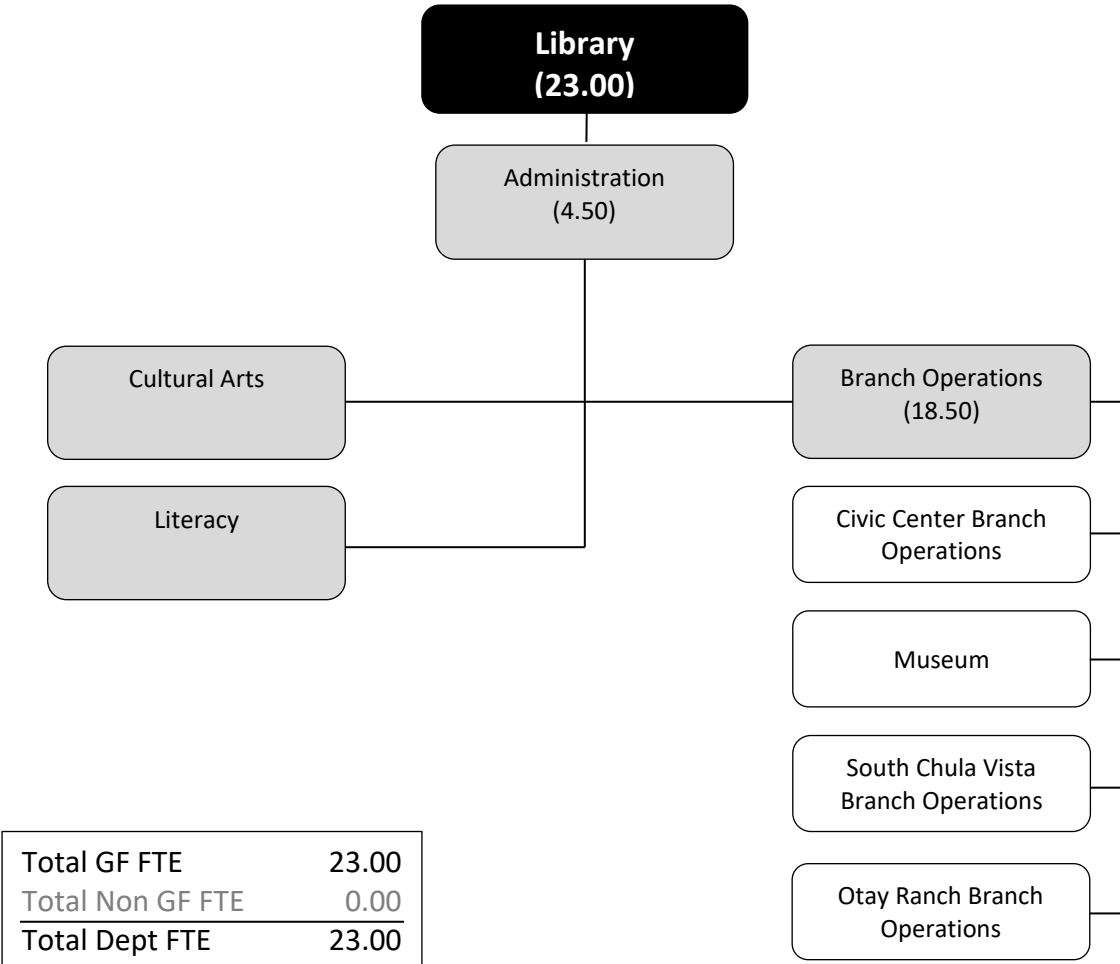 Library
(23.00)
Administration
(4.50)
Cultural Arts
Branch Operations
(18.50)
Literacy
Civic Center Branch
Operations
Museum
South Chula Vista
Branch Operations
Otay Ranch Branch
Operations
Total GF FTE 23.00
Total Non GF FTE 0.00
Total Dept FTE 23.00